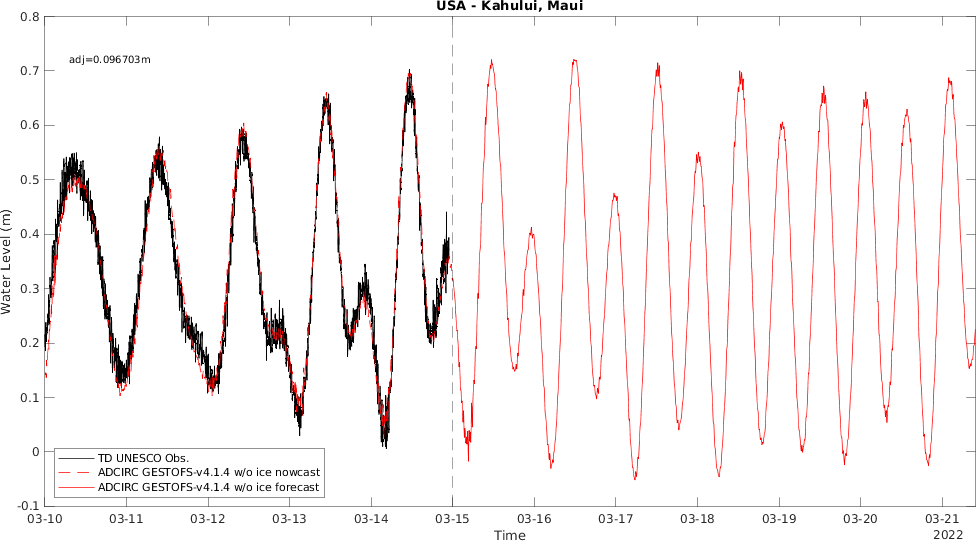 USA - Kahului, Maui
0.8
adj=0.096703m
0.7
0.6
0.5
0.4
0.3
0.2
0.1
0
-0.1
Water Level (m)
TD UNESCO Obs.
ADCIRC GESTOFS-v4.1.4 w/o ice nowcast
ADCIRC GESTOFS-v4.1.4 w/o ice forecast
03-10 03-11 03-12 03-13 03-14 03-15 03-16 03-17 03-18 03-19 03-20 03-21
Time
2022